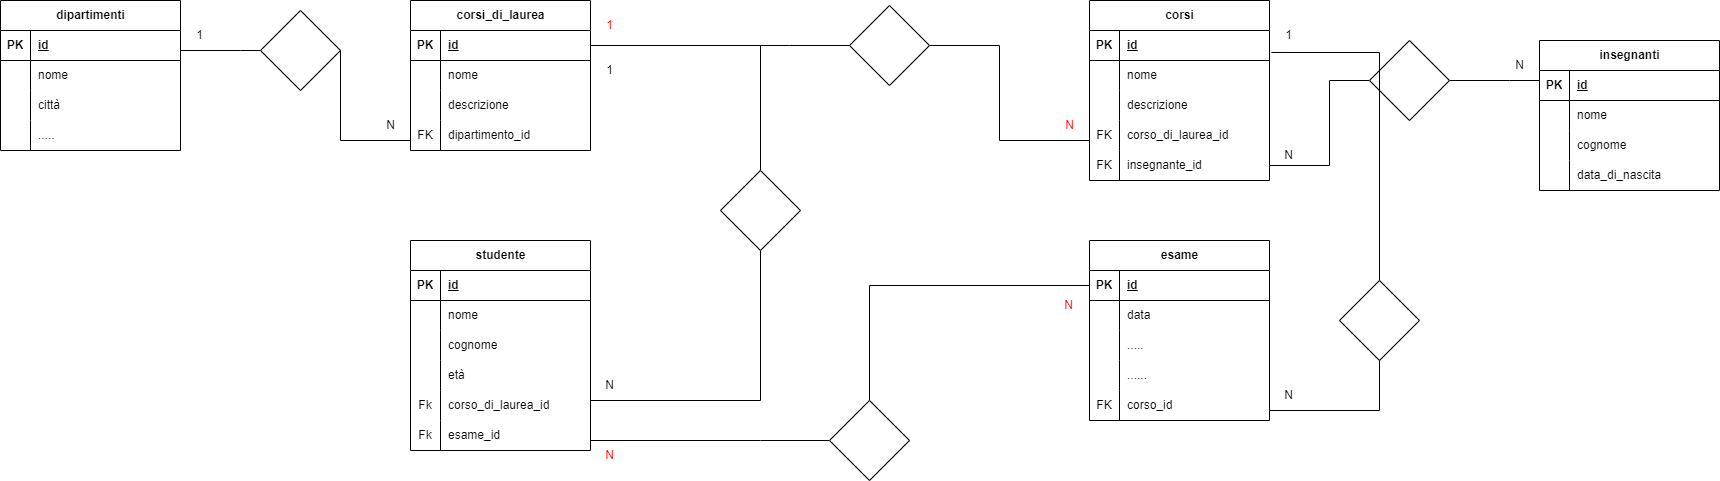 dipartimenti
PK id
nome
città
.....
1
N
corsi_di_laurea
PK id
nome
descrizione
FK dipartimento_id
1
1
N
corsi
PK id
nome
descrizione
FK corso_di_laurea_id
FK insegnante_id
1
N
N
insegnanti
PK id
nome
cognome
data_di_nascita
studente
PK id
nome
cognome
età
Fk corso_di_laurea_id
Fk esame_id
N
N
N
esame
PK id
data
.....
......
FK corso_id
N